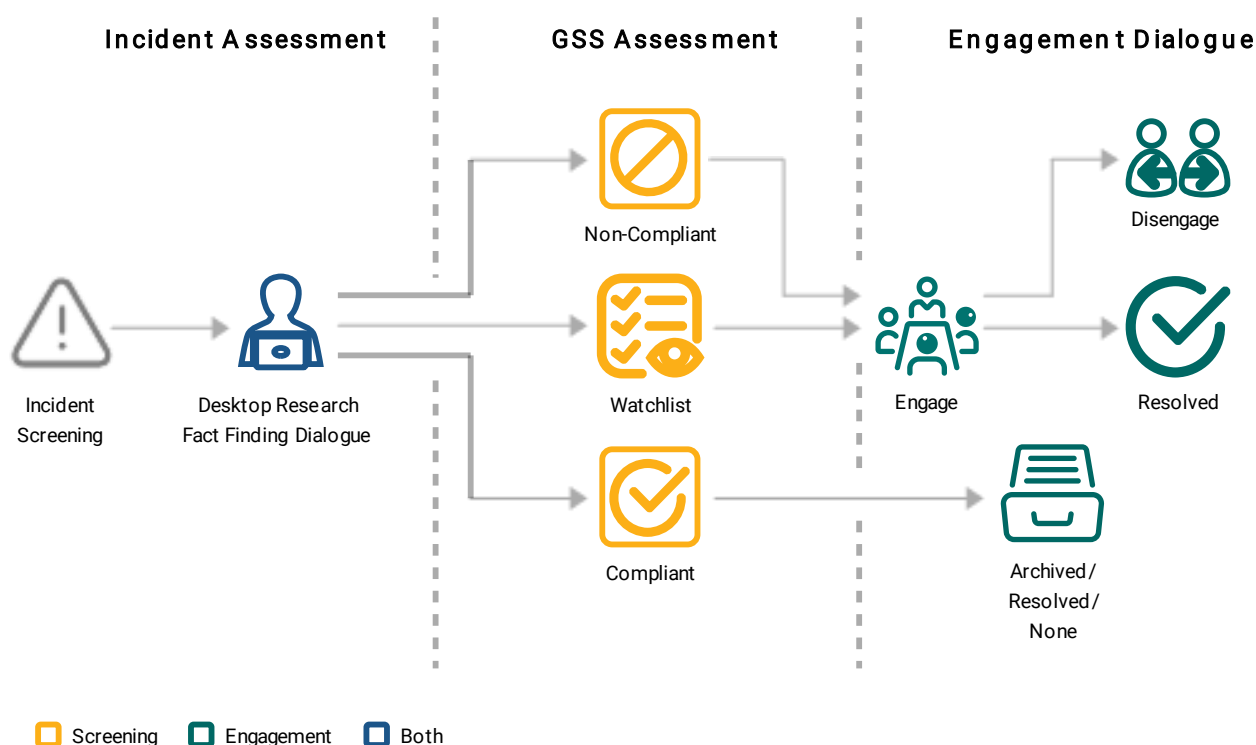 Incident Assessment
GSS Assessment
Engagement Dialogue
Non-Compliant
Disengage
Incident
Screening
Desktop Research
Fact Finding Dialogue
Watchlist
Engage
Resolved
Compliant
Archived/
Resolved/
None
Screening
Engagement
Both